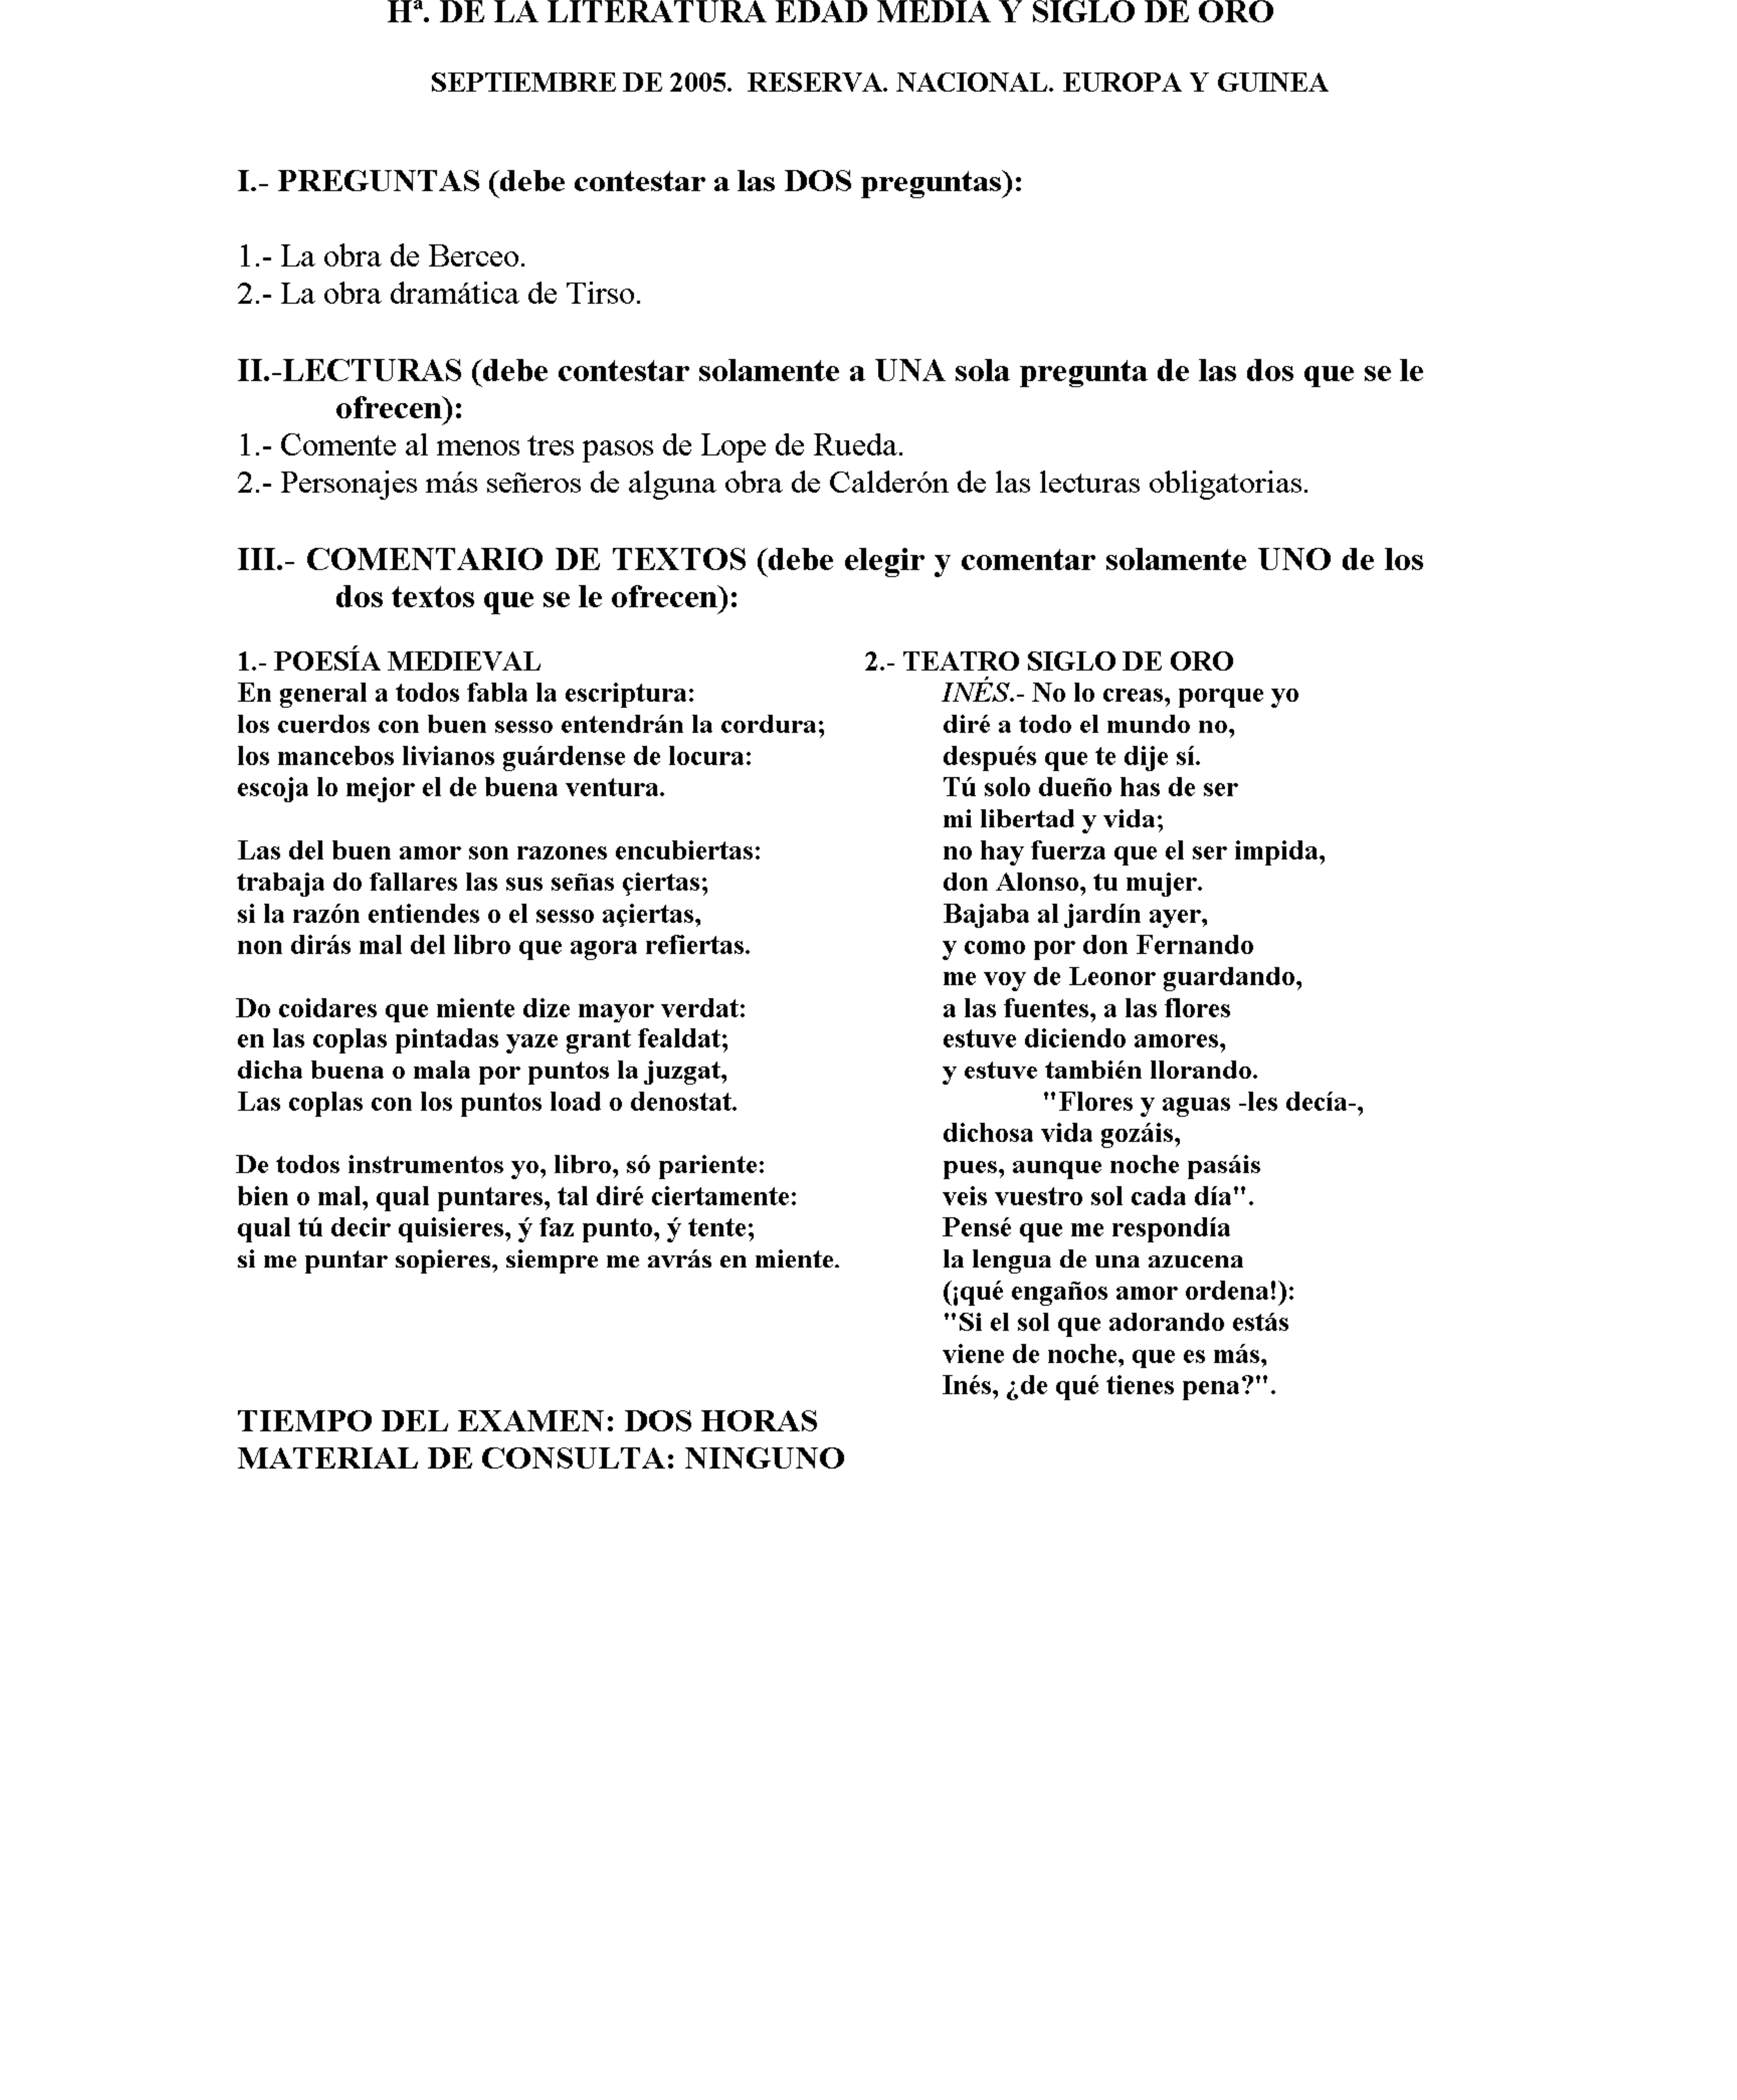 Hª. DE LA LITERATURA EDAD MEDIA Y SIGLO DE ORO
SEPTIEMBRE DE 2005. RESERVA. NACIONAL. EUROPA Y GUINEA
I.- PREGUNTAS (debe contestar a las DOS preguntas):
1.- La obra de Berceo.
2.- La obra dramática de Tirso.
II.-LECTURAS (debe contestar solamente a UNA sola pregunta de las dos que se le
ofrecen):
1.- Comente al menos tres pasos de Lope de Rueda.
2.- Personajes más señeros de alguna obra de Calderón de las lecturas obligatorias.
III.- COMENTARIO DE TEXTOS (debe elegir y comentar solamente UNO de los
dos textos que se le ofrecen):
1.- POESÍA MEDIEVAL
En general a todos fabla la escriptura:
los cuerdos con buen sesso entendrán la cordura;
los mancebos livianos guárdense de locura:
escoja lo mejor el de buena ventura.
Las del buen amor son razones encubiertas:
trabaja do fallares las sus señas çiertas;
si la razón entiendes o el sesso açiertas,
non dirás mal del libro que agora refiertas.
Do coidares que miente dize mayor verdat:
en las coplas pintadas yaze grant fealdat;
dicha buena o mala por puntos la juzgat,
Las coplas con los puntos load o denostat.
De todos instrumentos yo, libro, só pariente:
bien o mal, qual puntares, tal diré ciertamente:
qual tú decir quisieres, ý faz punto, ý tente;
si me puntar sopieres, siempre me avrás en miente.
2.- TEATRO SIGLO DE ORO
INÉS.- No lo creas, porque yo
diré a todo el mundo no,
después que te dije sí.
Tú solo dueño has de ser
mi libertad y vida;
no hay fuerza que el ser impida,
don Alonso, tu mujer.
Bajaba al jardín ayer,
y como por don Fernando
me voy de Leonor guardando,
a las fuentes, a las flores
estuve diciendo amores,
y estuve también llorando.
"Flores y aguas -les decía-,
dichosa vida gozáis,
pues, aunque noche pasáis
veis vuestro sol cada día".
Pensé que me respondía
la lengua de una azucena
(¡qué engaños amor ordena!):
"Si el sol que adorando estás
viene de noche, que es más,
Inés, ¿de qué tienes pena?".
TIEMPO DEL EXAMEN: DOS HORAS
MATERIAL DE CONSULTA: NINGUNO